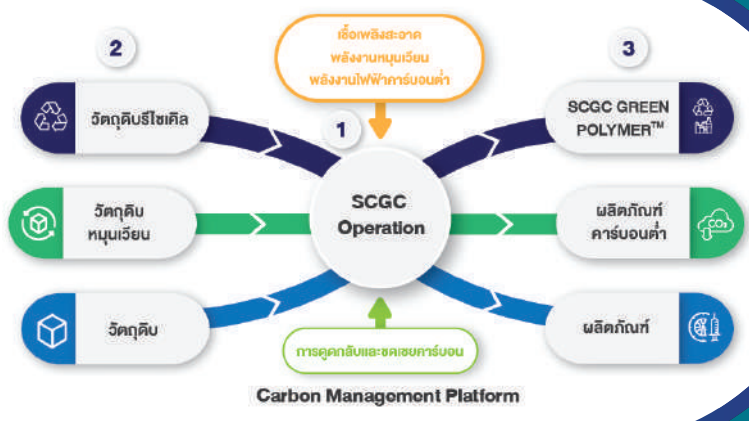 เชื้อเพลิงสะอาด
พลังงานหมุนเวียน
พลังงานไฟฟ้าคาร์บอนต่ำ
2
3
1
วัตถุดิบรีไซเคิล
SCGC GREEN
POLYMER™
วัตถุดิบ
หมุนเวียน
SCGC
Operation
ผลิตภัณฑ์
คาร์บอนต่ำ
CO₂
วัตถุดิบ
ผลิตภัณฑ์
การดูดกลับและชดเชยคาร์บอน
Carbon Management Platform